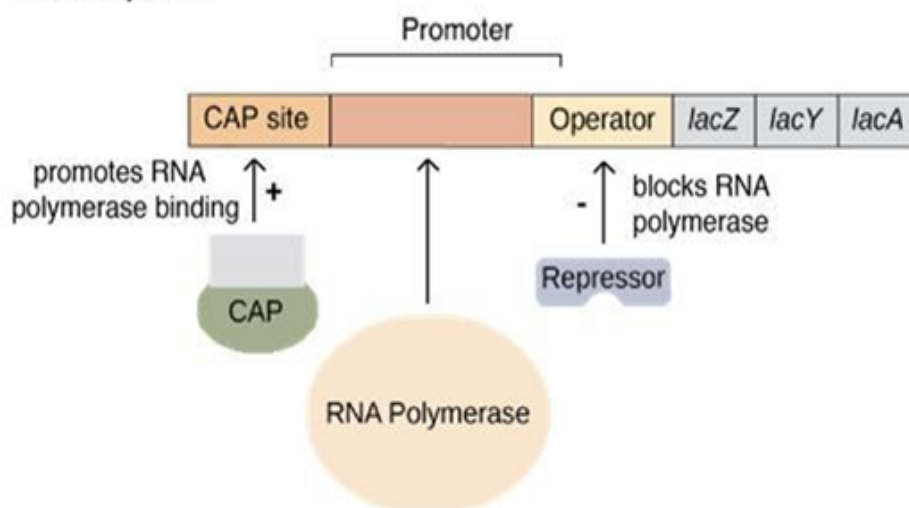 Promoter
CAP site
Operator
lacZ
lacY
lacA
promotes RNA
polymerase binding
+
-
blocks RNA
polymerase
CAP
Repressor
RNA Polymerase